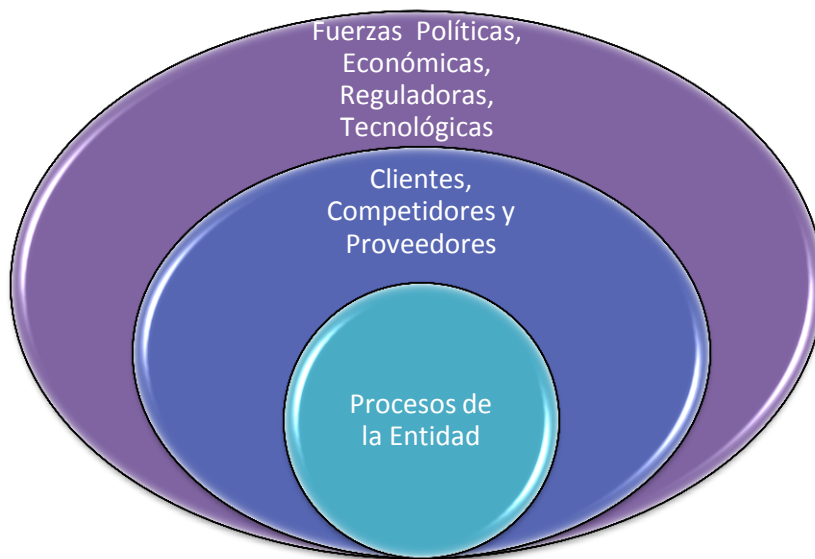 Fuerzas Políticas,
Económicas,
Reguladoras,
Tecnológicas
Clientes,
Competidores y
Proveedores
Procesos de
la Entidad